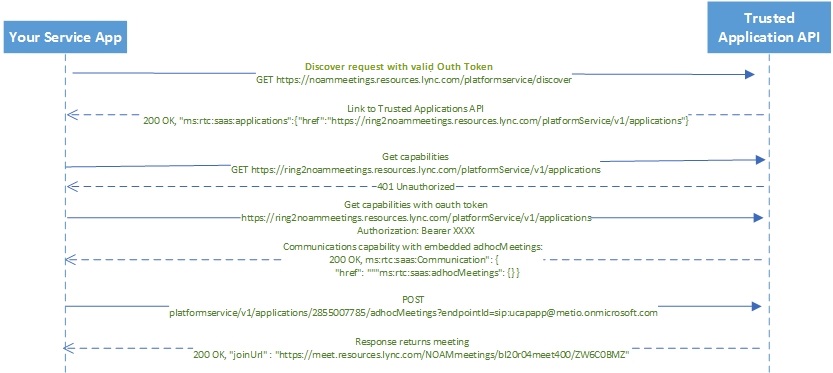 Your Service App
Trusted
Application API
Discover request with valid Outh Token
GET https://noammeetings.resources.lync.com/platformservice/discover
Link to Trusted Applications API
200 OK, "ms:rtc:saas:applications":{"href":"https://ring2noammeetings.resources.lync.com/platformService/v1/applications"}
Get capabilities
GET https://ring2noammeetings.resources.lync.com/platformService/v1/applications
401 Unauthorized
Get capabilities with oauth token
https://ring2noammeetings.resources.lync.com/platformService/v1/applications
Authorization: Bearer XXXX
Communications capability with embedded adhocMeetings:
200 OK, ms:rtc:saas:Communication" : {
"href" : """ms:rtc:saas:adhocMeetings" : {} }
POST
platformservice/v1/applications/2855007785/adhocMeetings?endpointId=sip:ucapapp@metio.onmicrosoft.com
Response returns meeting
200 OK, "joinUrl" : "https://meet.resources.lync.com/NOAMmeetings/bl20r04meet400/ZW6C0BMZ"